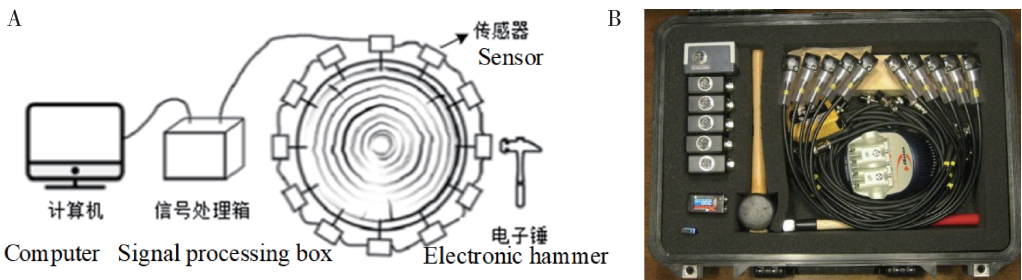 A
传感器
Sensor
计算机
信号处理箱
电子锤
Computer
Signal processing box
Electronic hammer
B